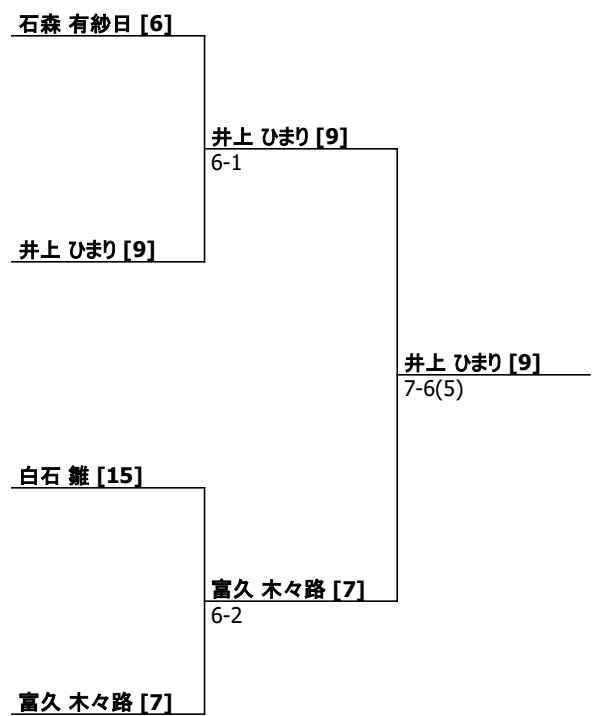 石森 有紗日 [6]
井上 ひまり [9]
6-1
井上 ひまり [9]
井上 ひまり [9]
7-6(5)
白石 雛 [15]
富久 木々路 [7]
6-2
富久 木々路 [7]